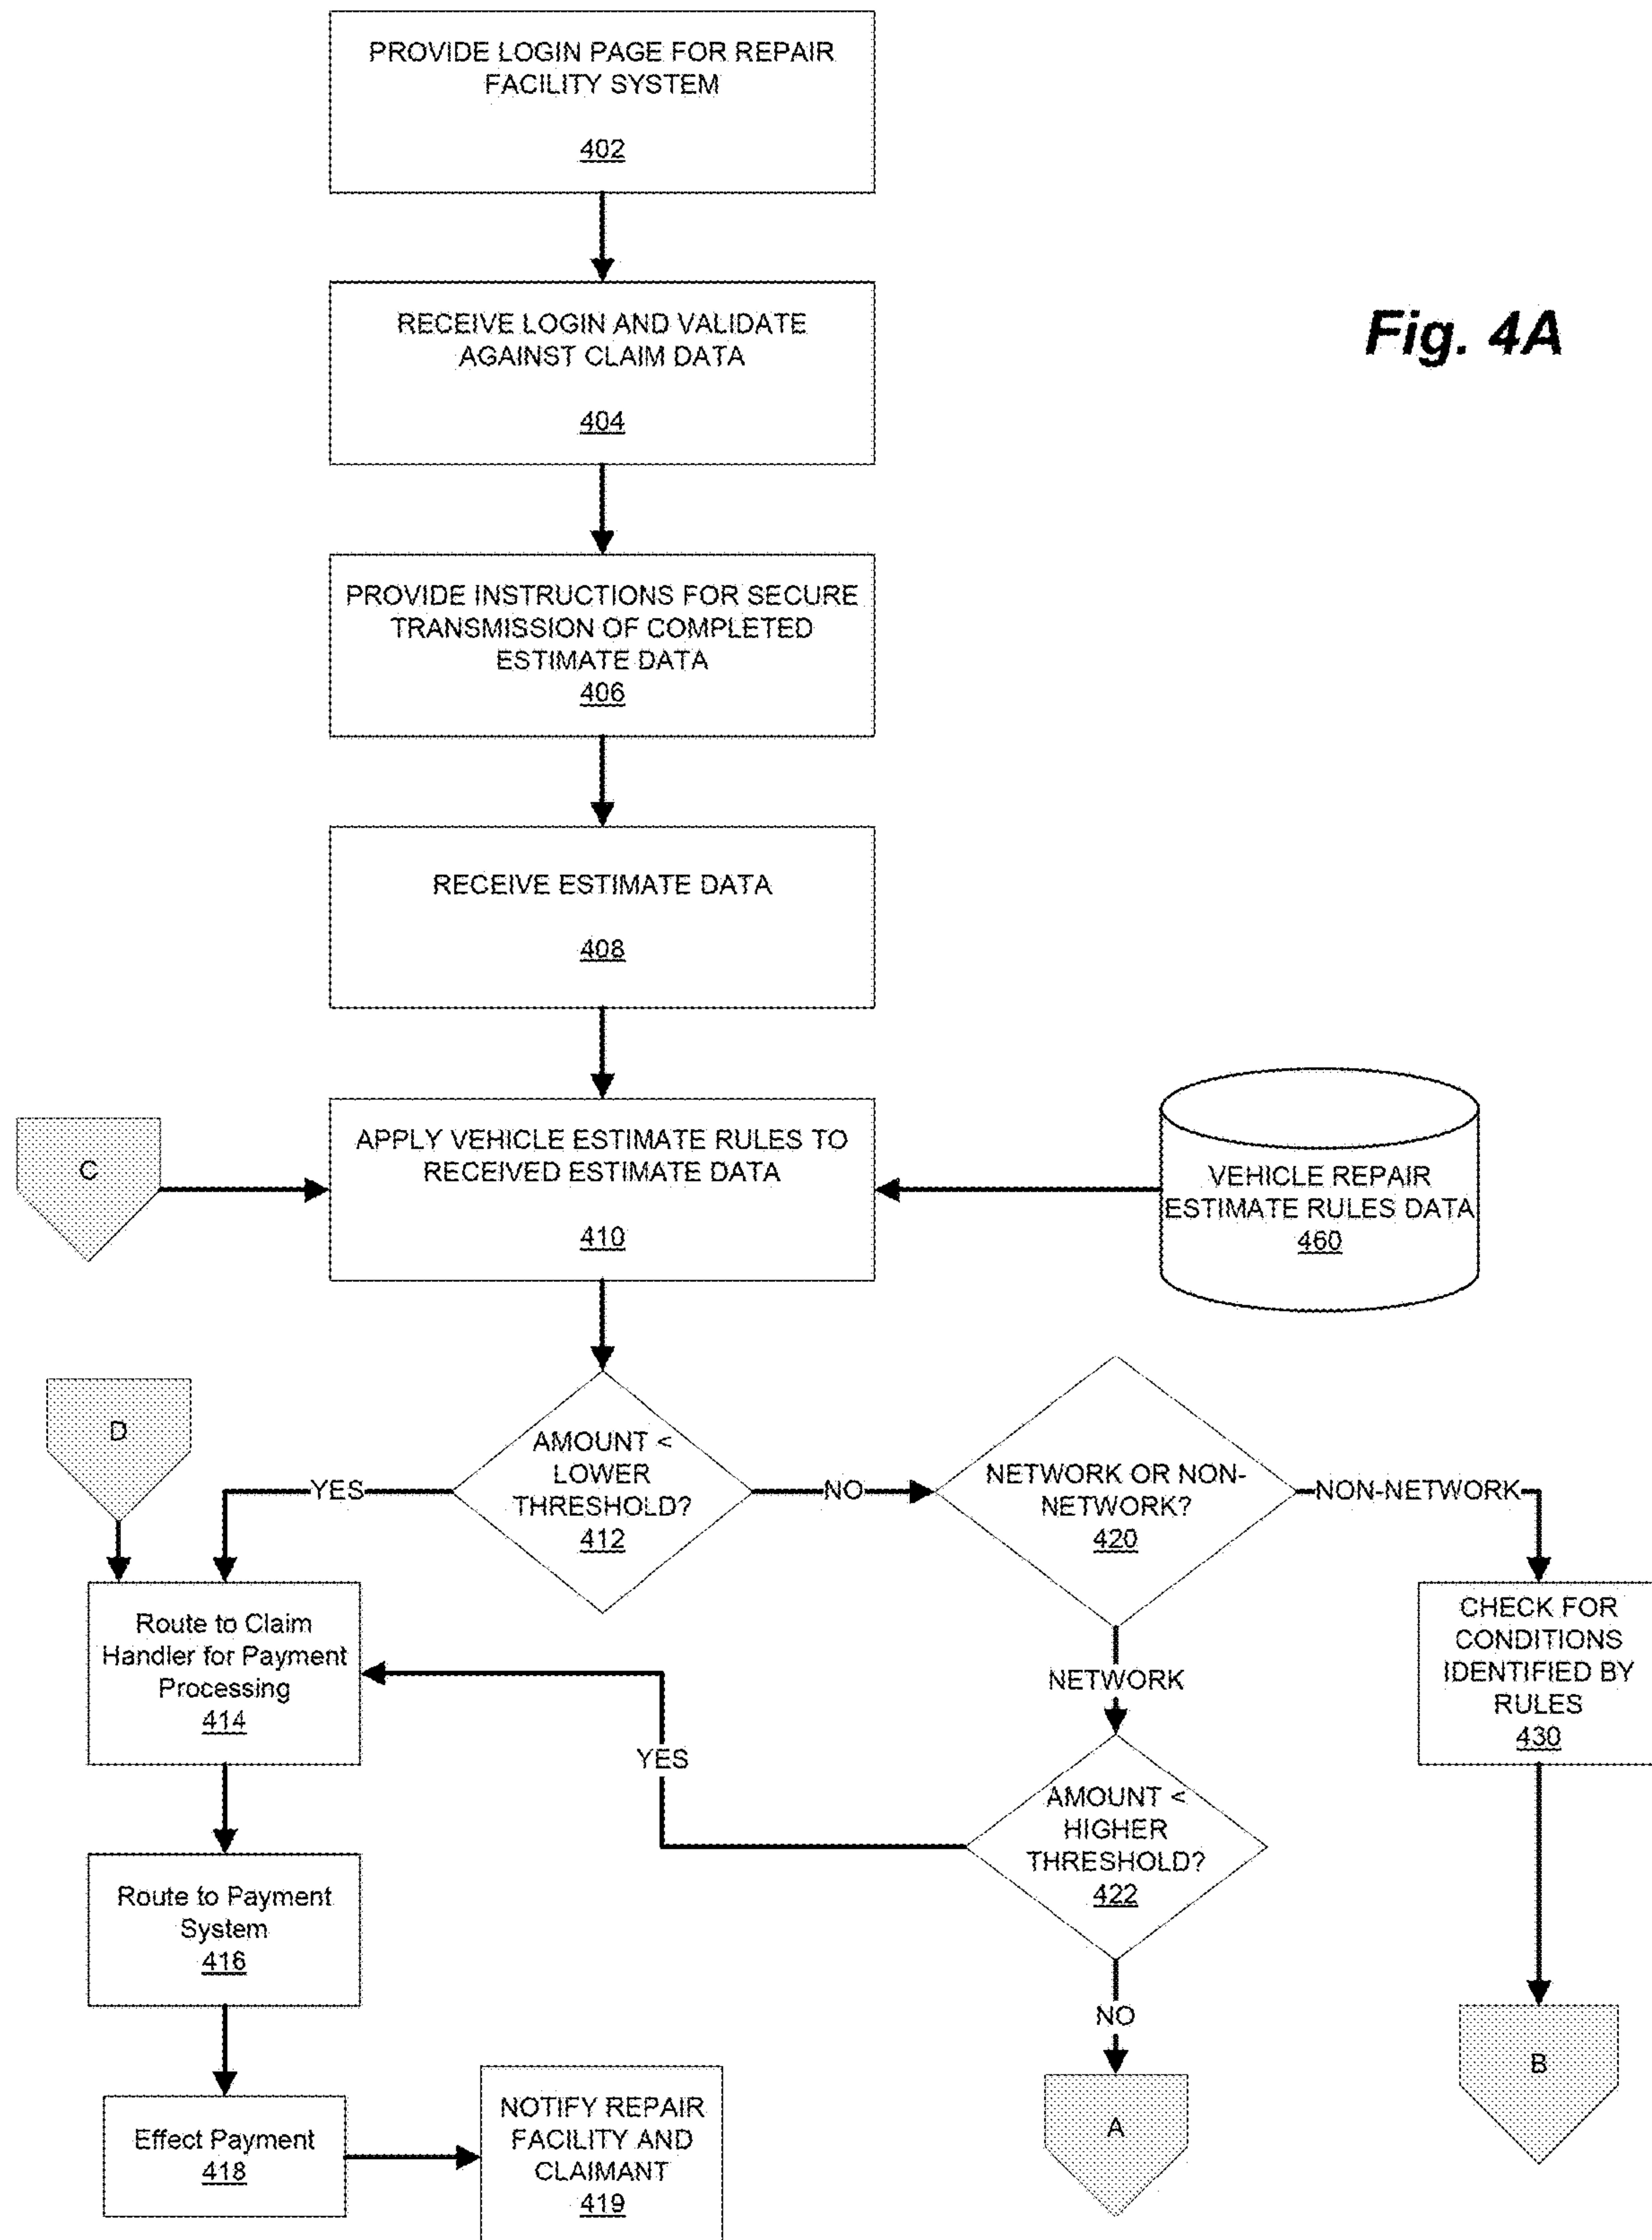 PROVIDE LOGIN PAGE FOR REPAIR
FACILITY SYSTEM
402
Fig. 4A
RECEIVE LOGIN AND VALIDATE
AGAINST CLAIM DATA
404
PROVIDE INSTRUCTIONS FOR SECURE
TRANSMISSION OF COMPLETED
ESTIMATE DATA
406
RECEIVE ESTIMATE DATA
408
C
APPLY VEHICLE ESTIMATE RULES TO
RECEIVED ESTIMATE DATA
410
VEHICLE REPAIR
ESTIMATE RULES DATA
460
D
AMOUNT <
LOWER
THRESHOLD?
412
YES
NO
NETWORK OR NON-
NETWORK?
420
NON-NETWORK
Route to Claim
Handler for Payment
Processing
414
NETWORK
CHECK FOR
CONDITIONS
IDENTIFIED BY
RULES
430
YES
AMOUNT <
HIGHER
THRESHOLD?
422
Route to Payment
System
416
NO
B
A
Effect Payment
418
NOTIFY REPAIR
FACILITY AND
CLAIMANT
419